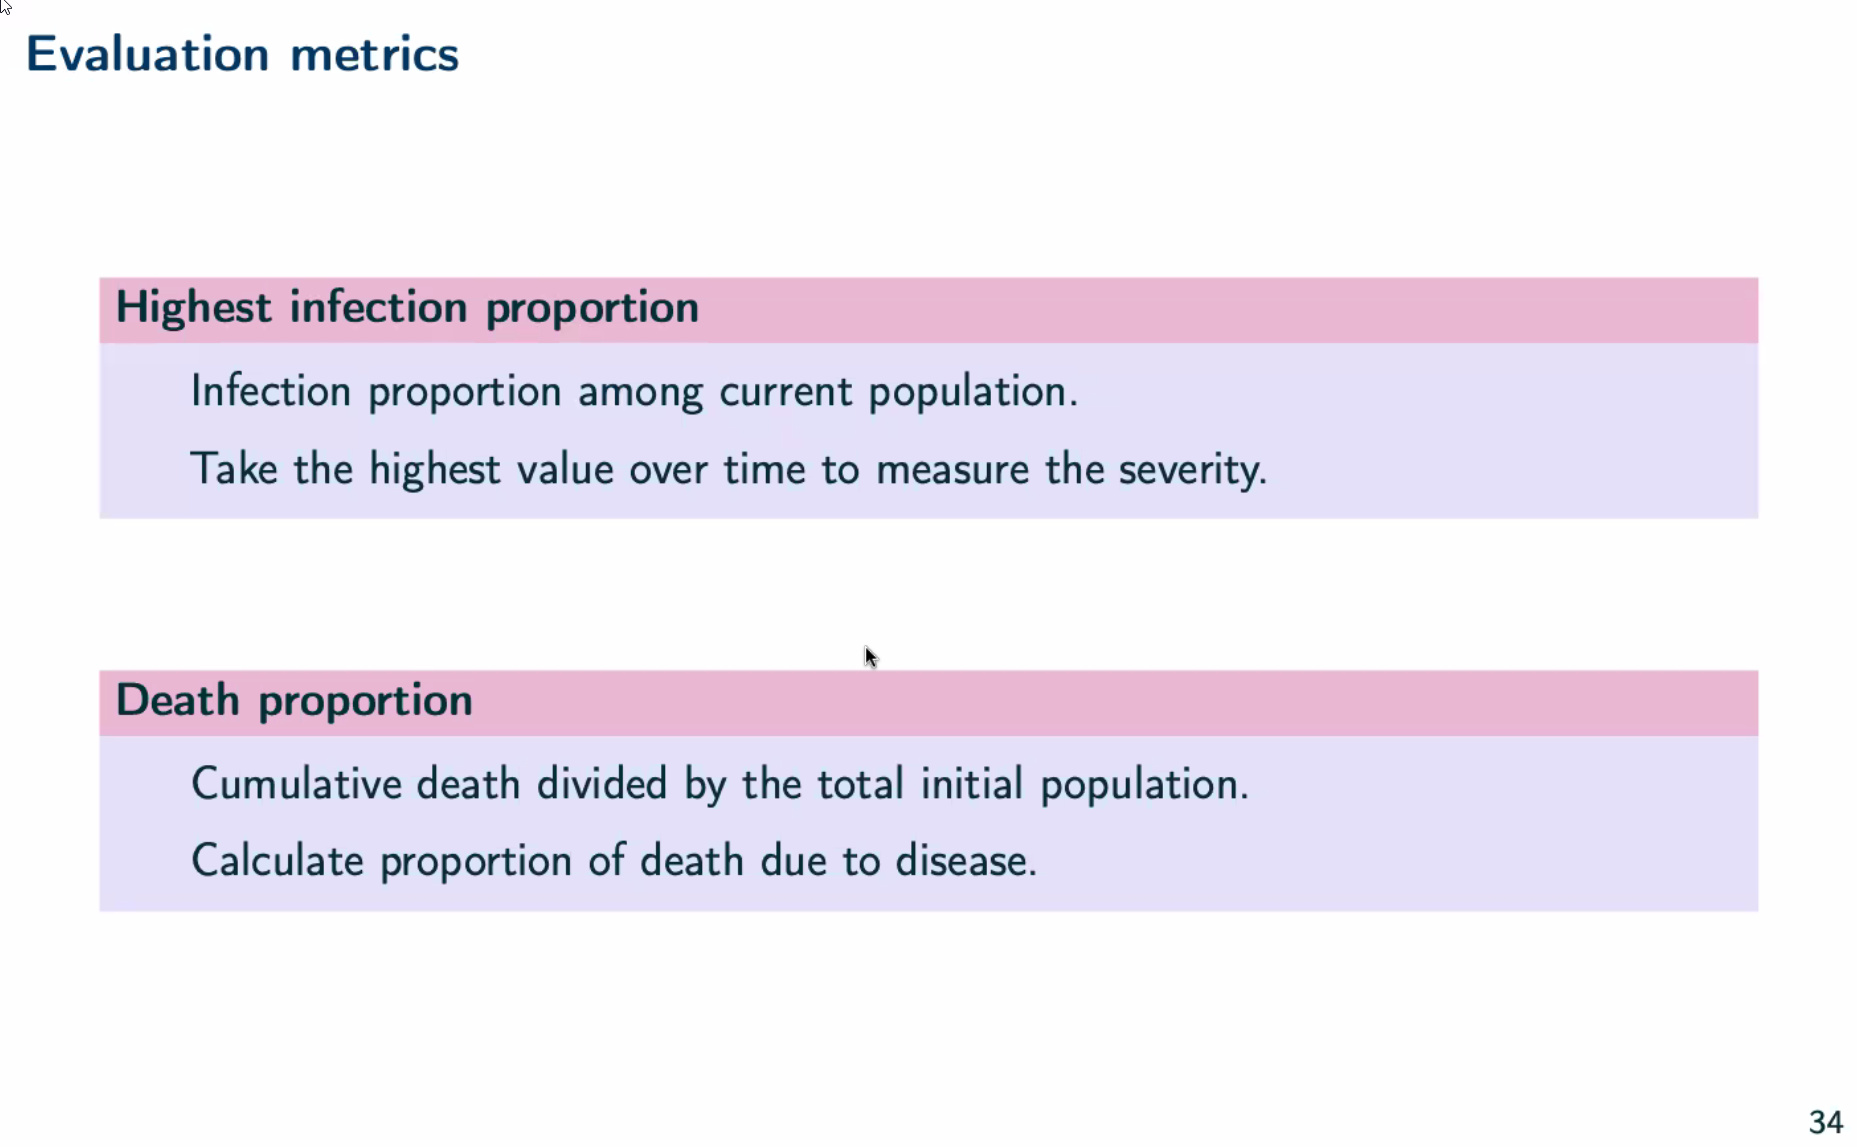 Evaluation metrics
Highest infection proportion
Infection proportion among current population.
Take the highest value over time to measure the severity.
Death proportion
Cumulative death divided by the total initial population.
Calculate proportion of death due to disease.
34